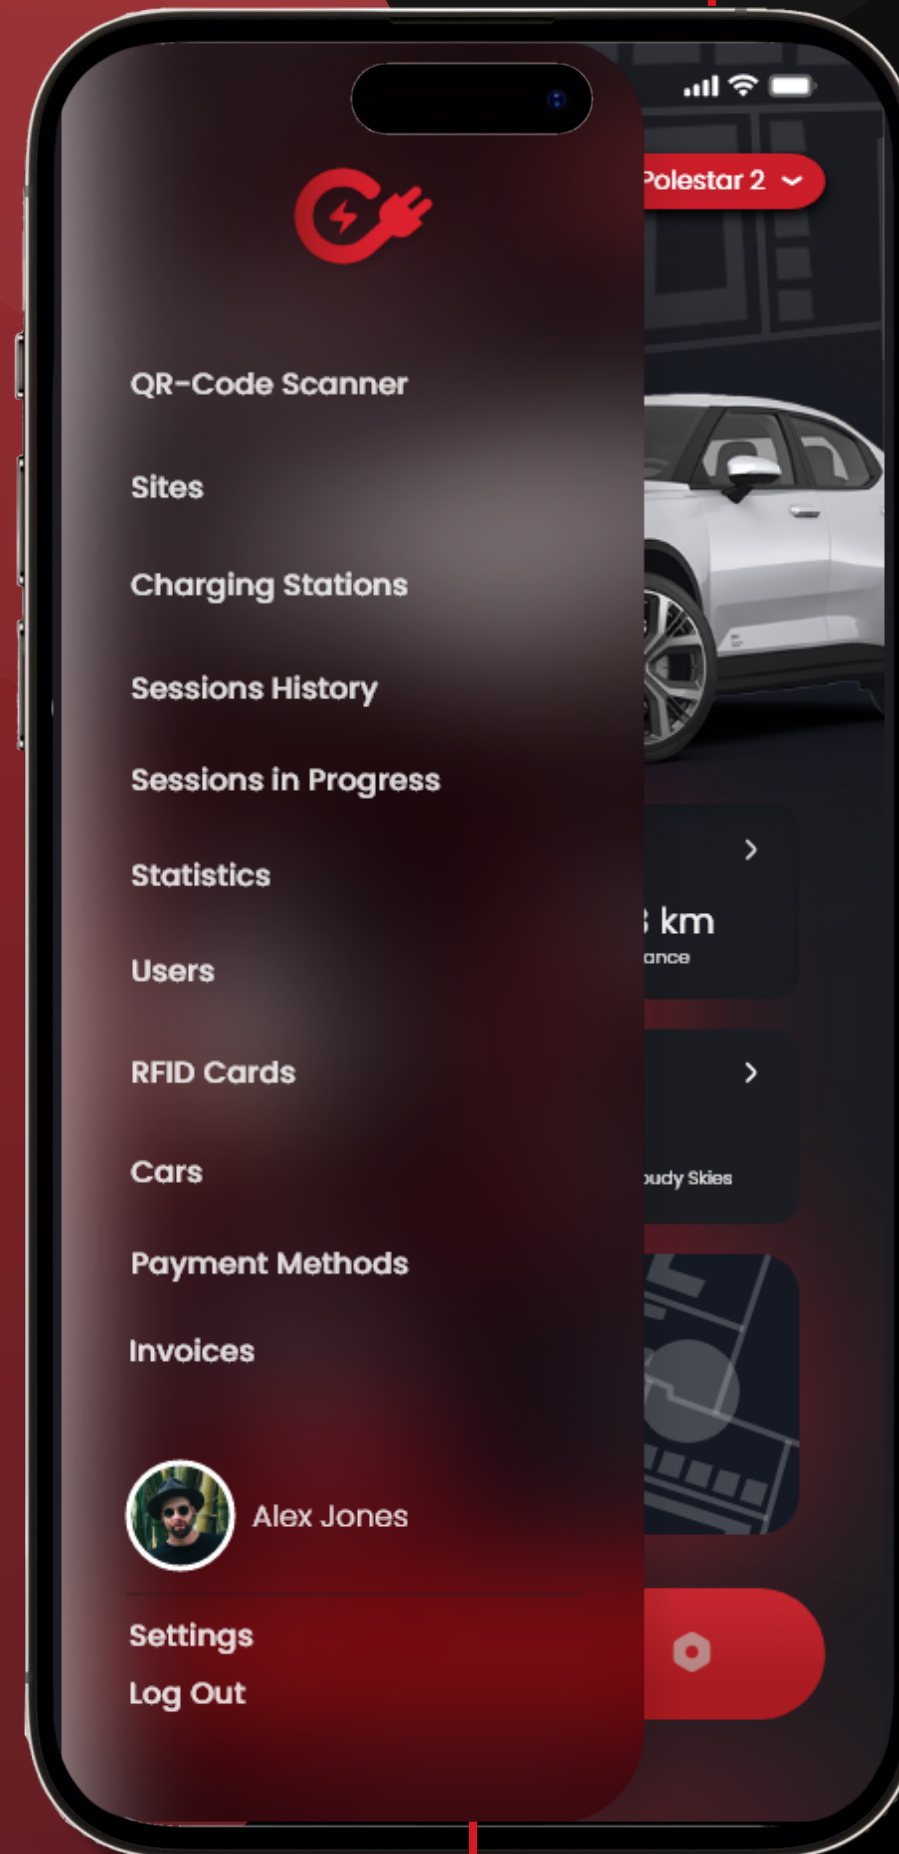 Polestar 2
QR-Code Scanner
Sites
Charging Stations
Sessions History
Sessions in Progress
Statistics
Users
km
RFID Cards
Cars
Skies
Payment Methods
Invoices
Alex Jones
Settings
Log Out